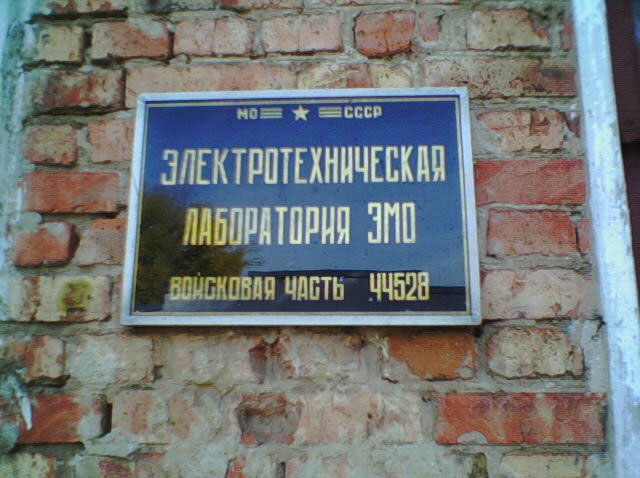 МО СССР
ЭЛЕКТРОТЕХНИЧЕСКАЯ
ЛАБОРАТОРИЯ ЭМО
ВОЙСКОВАЯ ЧАСТЬ 44528